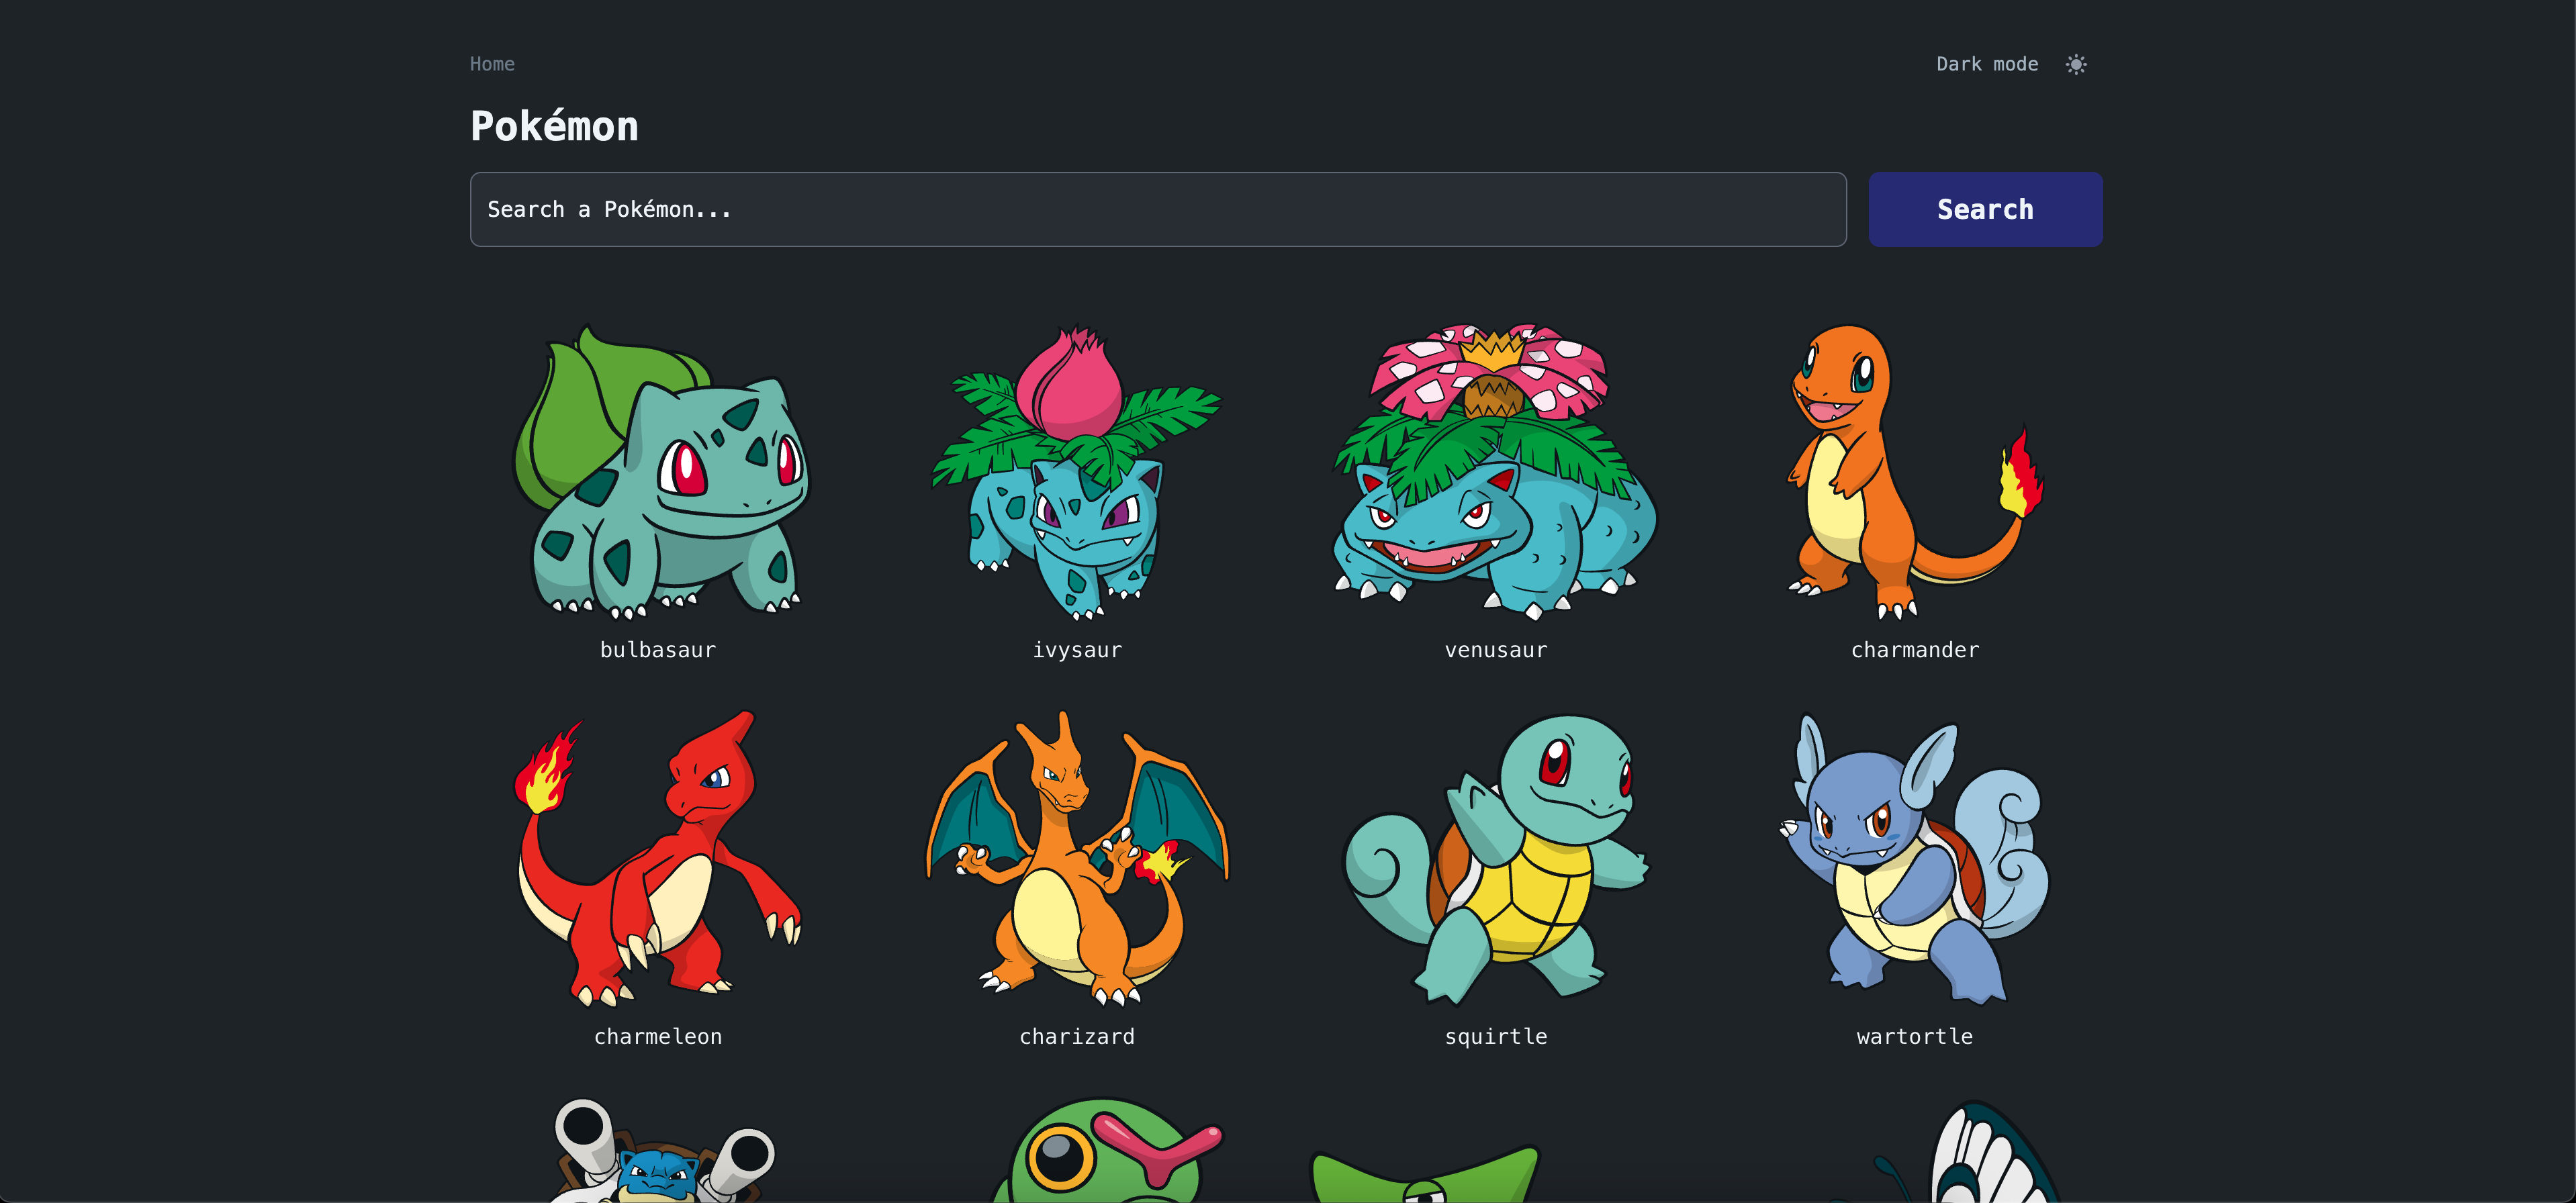 Home
Dark mode
Pokémon
Search a Pokémon...
Search
bulbasaur
ivysaur
venusaur
charmander
charmeleon
charizard
squirtle
wartortle